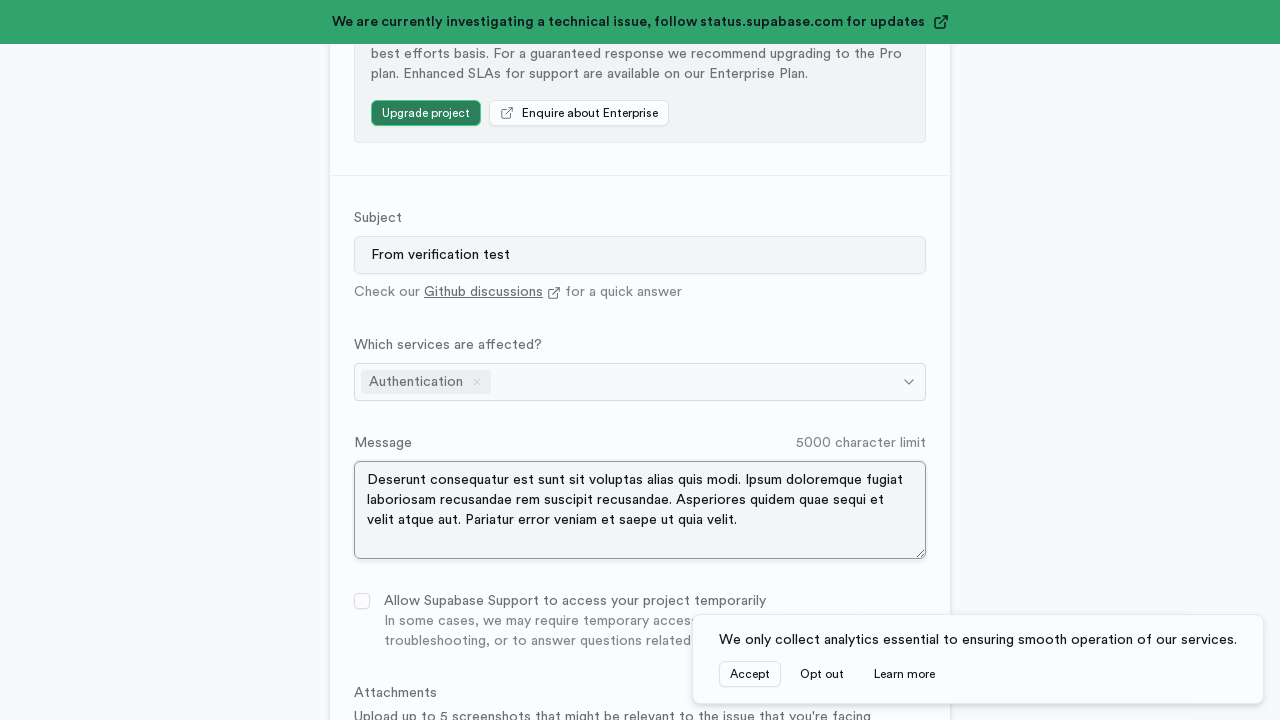 We are currently investigating a technical issue, follow status.supabase.com for updates
best efforts basis. For a guaranteed response we recommend upgrading to the Pro
plan. Enhanced SLAs for support are available on our Enterprise Plan.
Upgrade project
Enquire about Enterprise
Subject
From verification test
Check our Github discussions for a quick answer
Which services are affected?
Authentication
Message
5000 character limit
Deserunt consequatur est sunt sit voluptas alias quis modi. Ipsum doloremque fugiat
laboriosam recusandae rem suscipit recusandae. Asperiores quidem quae sequi et
velit atque aut. Pariatur error veniam et saepe ut quia velit.
Allow Supabase Support to access your project temporarily
In some cases, we may require temporary access
troubleshooting, or to answer questions related
We only collect analytics essential to ensuring smooth operation of our services.
Accept
Opt out
Learn more
Attachments
Upload up to 5 screenshots that might be relevant to the issue that you're facing